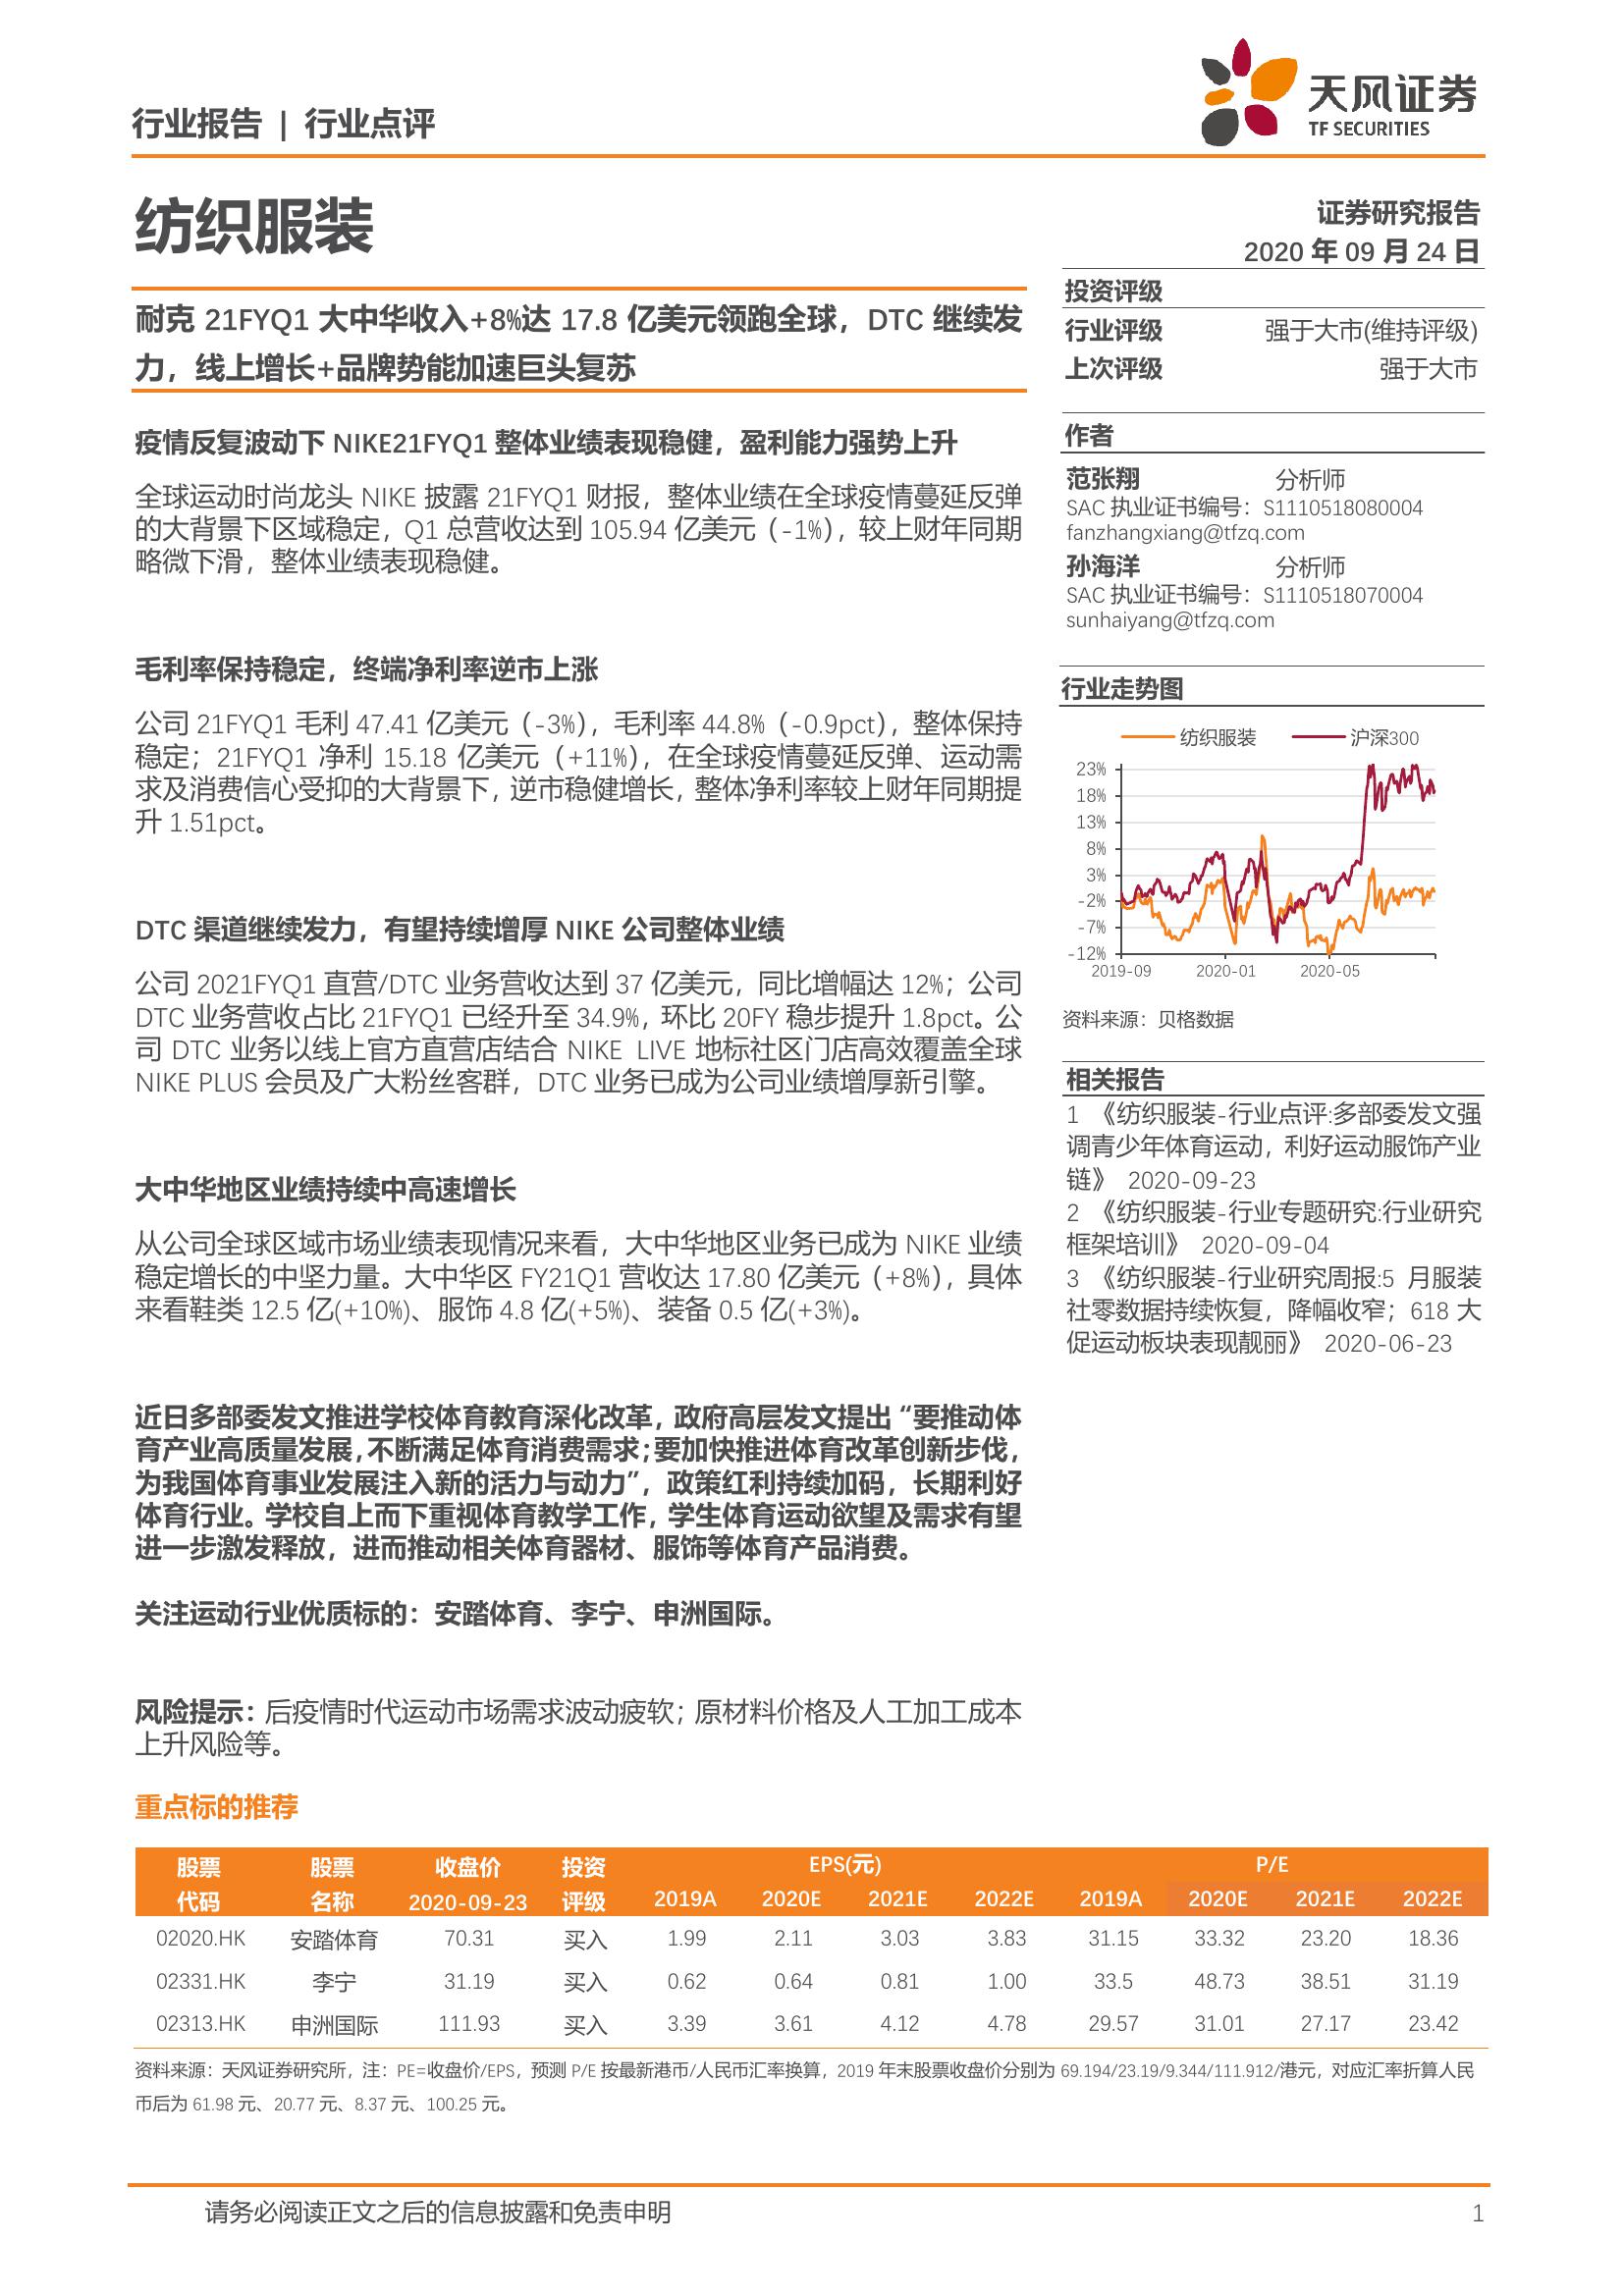 行业报告 | 行业点评
天风证券
TF SECURITIES
纺织服装
证券研究报告
2020 年 09 月 24 日
耐克 21FYQ1 大中华收入+8%达 17.8 亿美元领跑全球，DTC 继续发
力，线上增长+品牌势能加速巨头复苏
疫情反复波动下 NIKE21FYQ1 整体业绩表现稳健，盈利能力强势上升
全球运动时尚龙头 NIKE 披露 21FYQ1 财报，整体业绩在全球疫情蔓延反弹
的大背景下区域稳定，Q1 总营收达到 105.94 亿美元（-1%），较上财年同期
略微下滑，整体业绩表现稳健。
毛利率保持稳定，终端净利率逆市上涨
公司 21FYQ1 毛利 47.41 亿美元（-3%），毛利率 44.8%（-0.9pct），整体保持
稳定；21FYQ1 净利 15.18 亿美元（+11%），在全球疫情蔓延反弹、运动需
求及消费信心受抑的大背景下，逆市稳健增长，整体净利率较上财年同期提
升 1.51pct。
DTC 渠道继续发力，有望持续增厚 NIKE 公司整体业绩
公司 2021FYQ1 直营/DTC 业务营收达到 37 亿美元，同比增幅达 12%；公司
DTC 业务营收占比 21FYQ1 已经升至 34.9%，环比 20FY 稳步提升 1.8pct。公
司 DTC 业务以线上官方直营店结合 NIKE LIVE 地标社区门店高效覆盖全球
NIKE PLUS 会员及广大粉丝客群，DTC 业务已成为公司业绩增厚新引擎。
大中华地区业绩持续中高速增长
从公司全球区域市场业绩表现情况来看，大中华地区业务已成为 NIKE 业绩
稳定增长的中坚力量。大中华区 FY21Q1 营收达 17.80 亿美元（+8%），具体
来看鞋类 12.5 亿(+10%)、服饰 4.8 亿(+5%)、装备 0.5 亿(+3%)。
近日多部委发文推进学校体育教育深化改革，政府高层发文提出“要推动体
育产业高质量发展，不断满足体育消费需求；要加快推进体育改革创新步伐，
为我国体育事业发展注入新的活力与动力”，政策红利持续加码，长期利好
体育行业。学校自上而下重视体育教学工作，学生体育运动欲望及需求有望
进一步激发释放，进而推动相关体育器材、服饰等体育产品消费。
关注运动行业优质标的：安踏体育、李宁、申洲国际。
风险提示：后疫情时代运动市场需求波动疲软；原材料价格及人工加工成本
上升风险等。
投资评级
行业评级 强于大市(维持评级)
上次评级 强于大市
作者
范张翔 分析师
SAC 执业证书编号：S1110518080004
fanzhangxiang@tfzq.com
孙海洋 分析师
SAC 执业证书编号：S1110518070004
sunhaiyang@tfzq.com
行业走势图
纺织服装 沪深300
23%
18%
13%
8%
3%
-2%
-7%
-12%
2019-09 2020-01 2020-05
资料来源：贝格数据
相关报告
1 《纺织服装-行业点评:多部委发文强
调青少年体育运动，利好运动服饰产业
链》 2020-09-23
2 《纺织服装-行业专题研究:行业研究
框架培训》 2020-09-04
3 《纺织服装-行业研究周报:5 月服装
社零数据持续恢复，降幅收窄；618 大
促运动板块表现靓丽》 2020-06-23
重点标的推荐
股票 股票 收盘价 投资 EPS(元) P/E
代码 名称 2020-09-23 评级 2019A 2020E 2021E 2022E 2019A 2020E 2021E 2022E
02020.HK 安踏体育 70.31 买入 1.99 2.11 3.03 3.83 31.15 33.32 23.20 18.36
02331.HK 李宁 31.19 买入 0.62 0.64 0.81 1.00 33.5 48.73 38.51 31.19
02313.HK 申洲国际 111.93 买入 3.39 3.61 4.12 4.78 29.57 31.01 27.17 23.42
资料来源：天风证券研究所，注：PE=收盘价/EPS，预测 P/E 按最新港币/人民币汇率换算，2019 年末股票收盘价分别为 69.194/23.19/9.344/111.912/港元，对应汇率折算人民
币后为 61.98 元、20.77 元、8.37 元、100.25 元。
请务必阅读正文之后的信息披露和免责申明 1